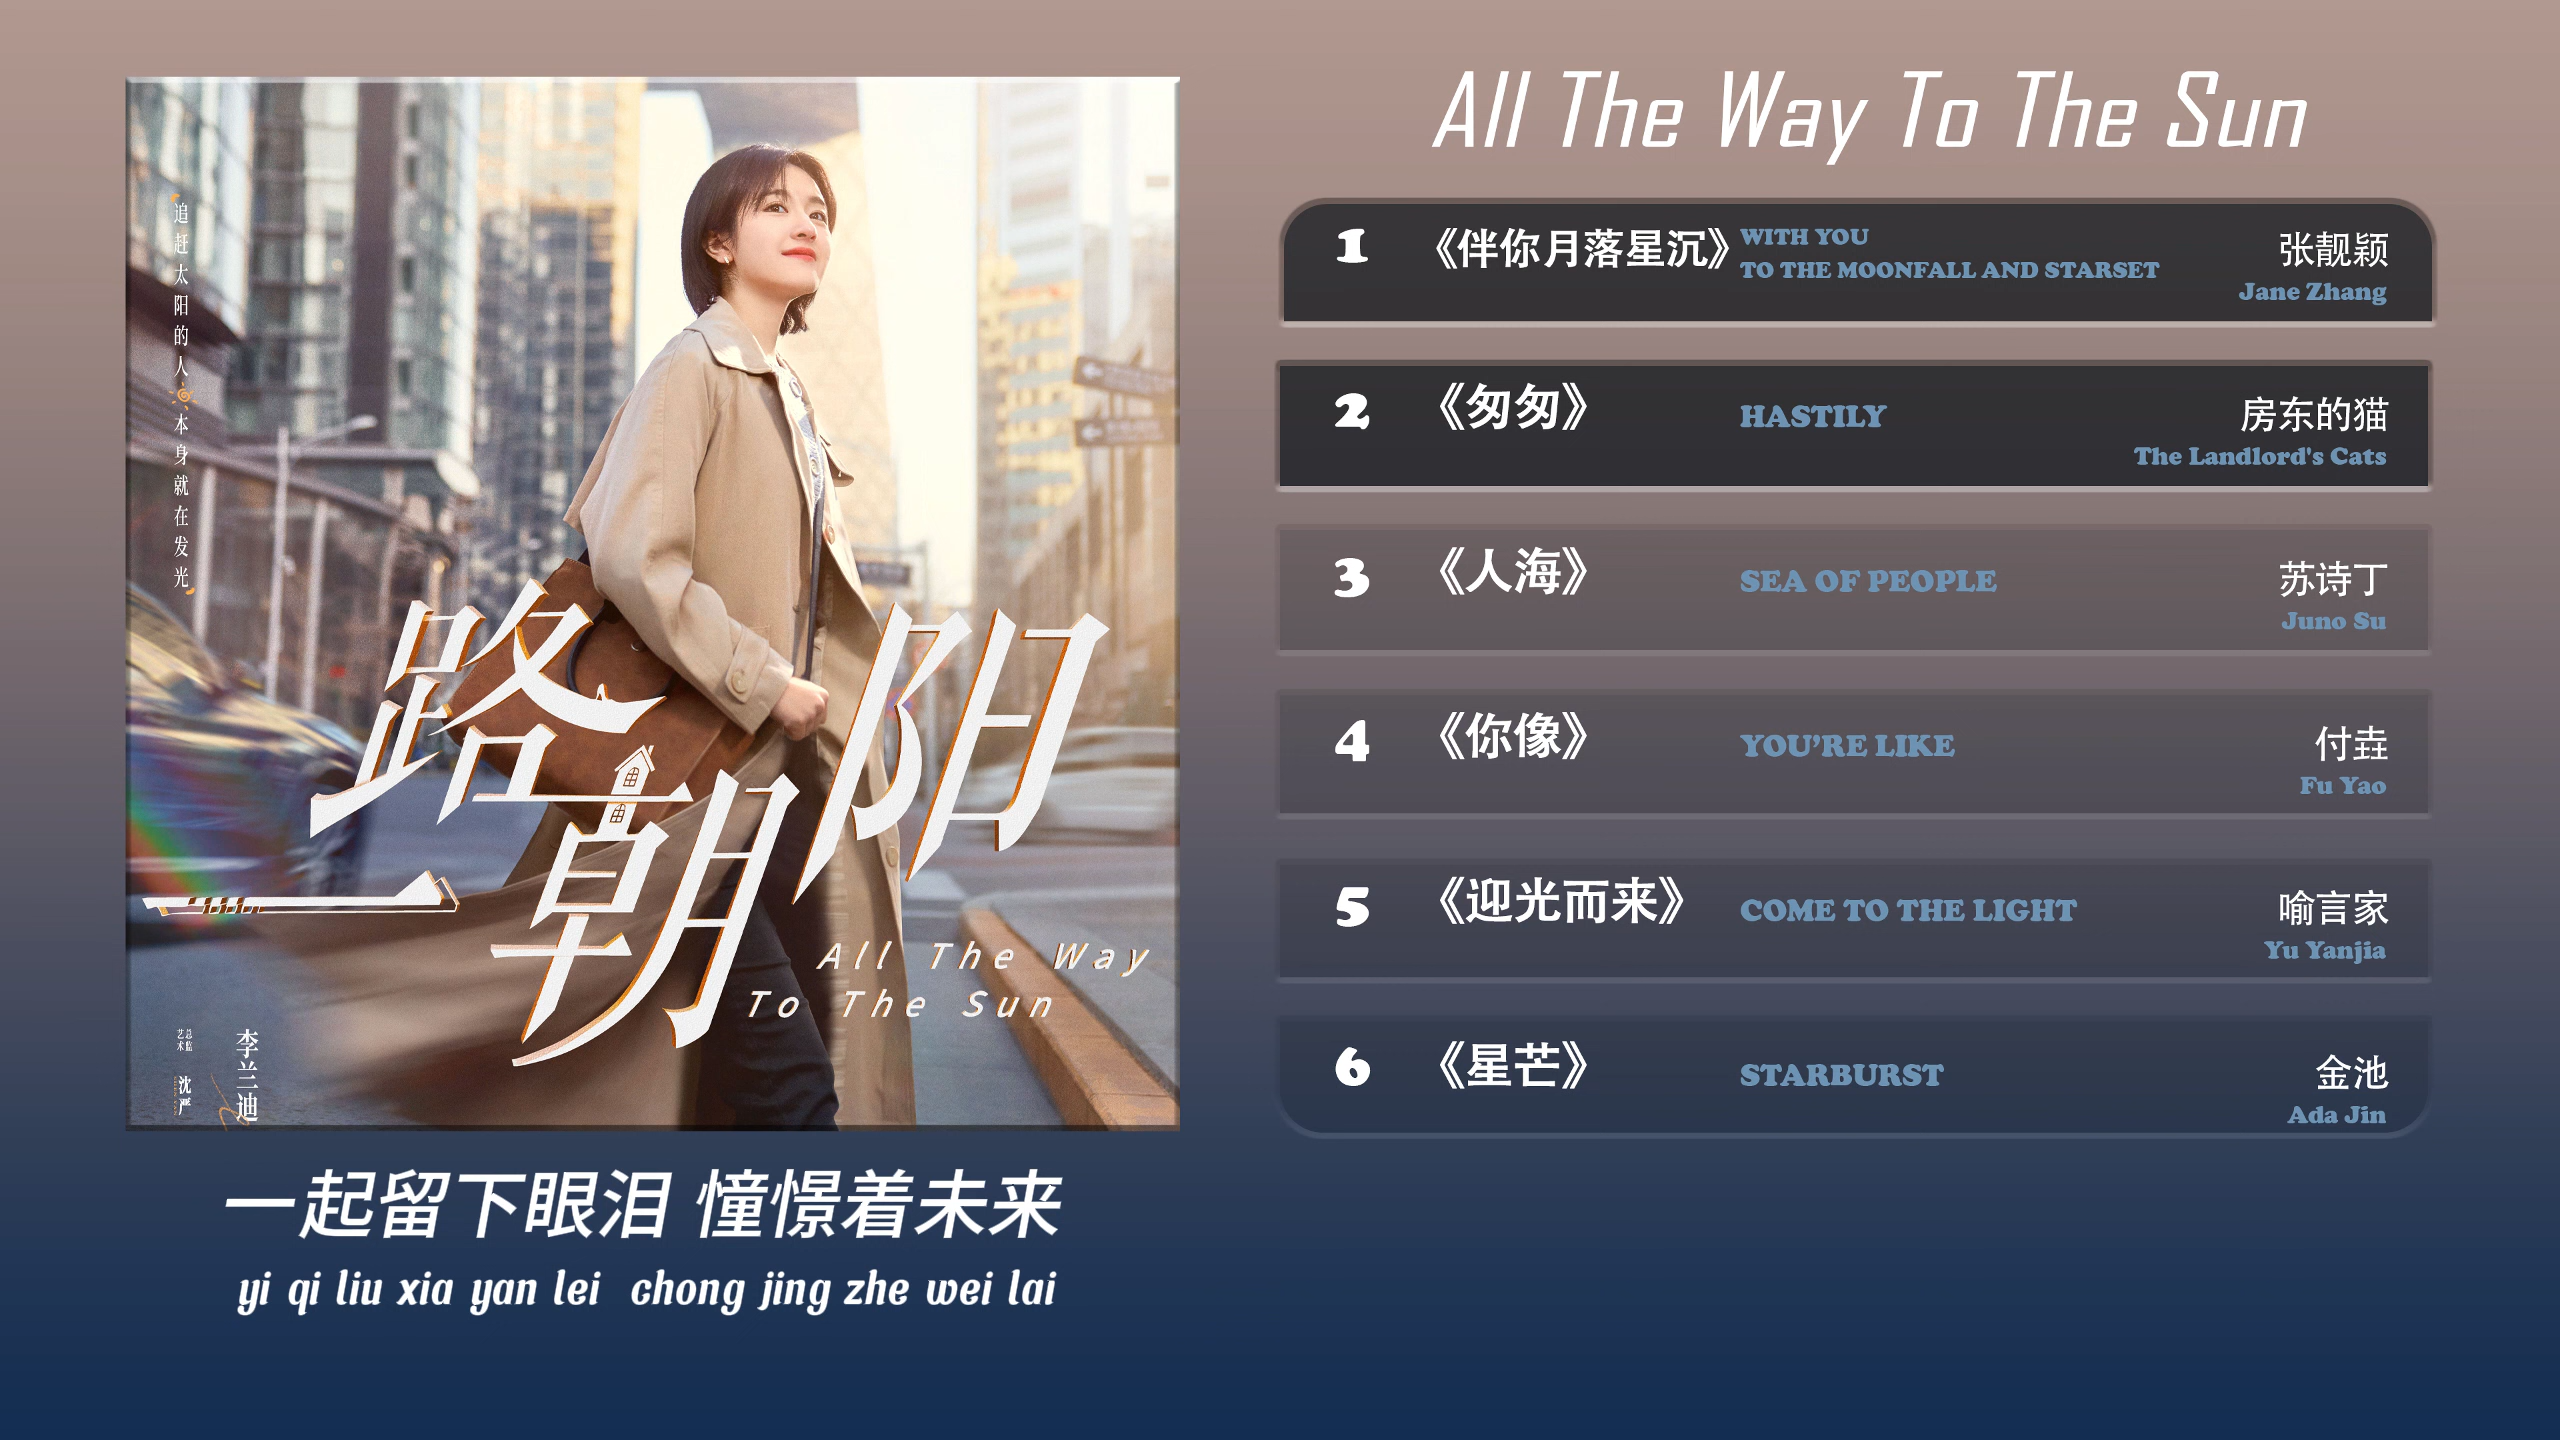 追赶太阳的人
本身就在发光
一路朝阳
All The Way
To The Sun
艺术总监
沈严
李兰迪
一起留下眼泪 憧憬着未来
yi qi liu xia yan lei chong jing zhe wei lai
All The Way To The Sun
1 《伴你月落星沉》 WITH YOU
TO THE MOONFALL AND STARSET
张靓颖
Jane Zhang
2 《匆匆》 HASTILY 房东的猫
The Landlord's Cats
3 《人海》 SEA OF PEOPLE 苏诗丁
Juno Su
4 《你像》 YOU'RE LIKE 付垚
Fu Yao
5 《迎光而来》 COME TO THE LIGHT 喻言家
Yu Yanjia
6 《星芒》 STARBURST 金池
Ada Jin